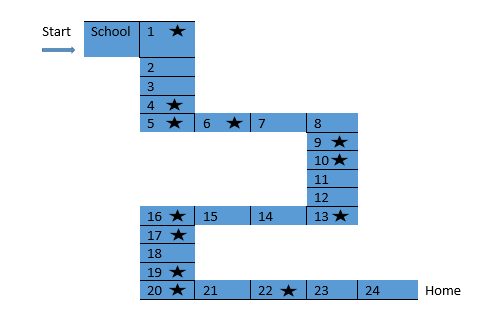 Start
School 1 ★
2
3
4 ★
5 ★ 6 ★ 7 8
9 ★
10 ★
11
12
16 ★ 15 14 13 ★
17 ★
18
19 ★
20 ★ 21 22 ★ 23 24 Home